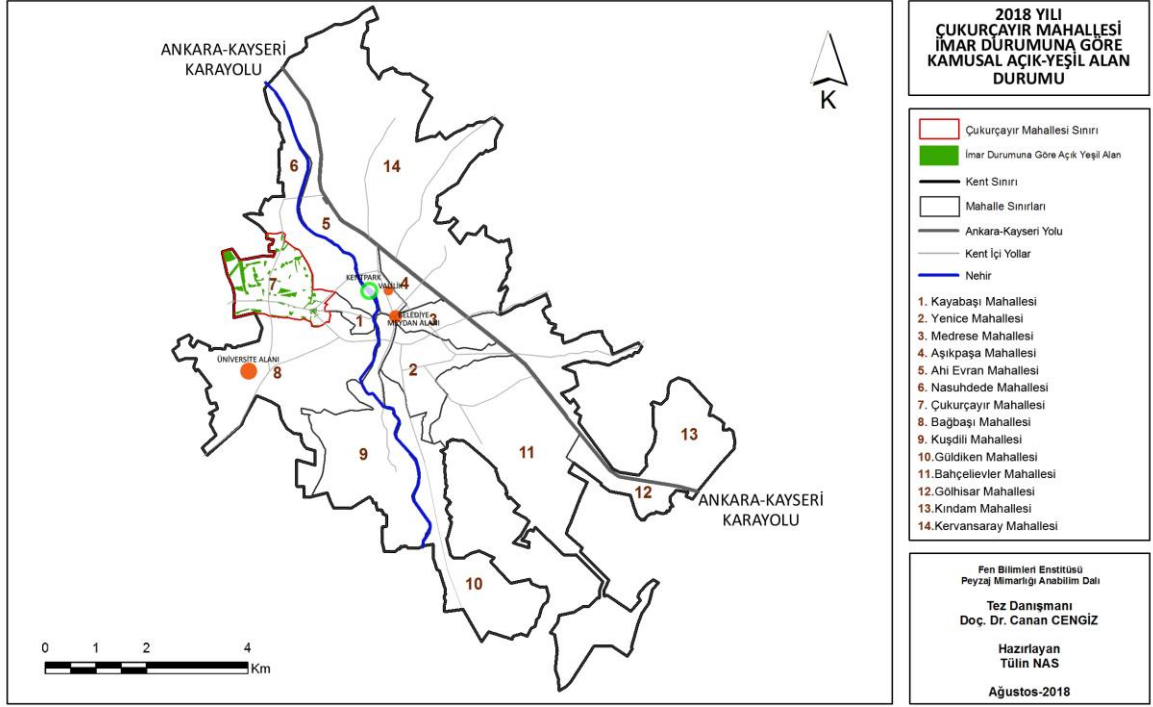 ANKARA-KAYSERİ
KARAYOLU
K
6
14
5
7
KENTPARK
VALİLİK
4
1
BELEDİYE
MEYDAN ALANI
3
ÜNİVERSİTE ALANI
8
2
9
11
13
12
ANKARA-KAYSERİ
KARAYOLU
10
0 1 2 4
Km
2018 YILI
ÇUKURÇAYIR MAHALLESİ
İMAR DURUMUNA GÖRE
KAMUSAL AÇIK-YEŞİL ALAN
DURUMU
Çukurçayır Mahallesi Sınırı
İmar Durumuna Göre Açık Yeşil Alan
Kent Sınırı
Mahalle Sınırları
Ankara-Kayseri Yolu
Kent İçi Yollar
Nehir
1. Kayabaşı Mahallesi
2. Yenice Mahallesi
3. Medrese Mahallesi
4. Aşıkpaşa Mahallesi
5. Ahi Evran Mahallesi
6. Nasuhdede Mahallesi
7. Çukurçayır Mahallesi
8. Bağbaşı Mahallesi
9. Kuşdili Mahallesi
10.Güldiken Mahallesi
11.Bahçelievler Mahallesi
12.Gölhisar Mahallesi
13.Kındam Mahallesi
14.Kervansaray Mahallesi
Fen Bilimleri Enstitüsü
Peyzaj Mimarlığı Anabilim Dalı
Tez Danışmanı
Doç. Dr. Canan CENGİZ
Hazırlayan
Tülin NAS
Ağustos-2018